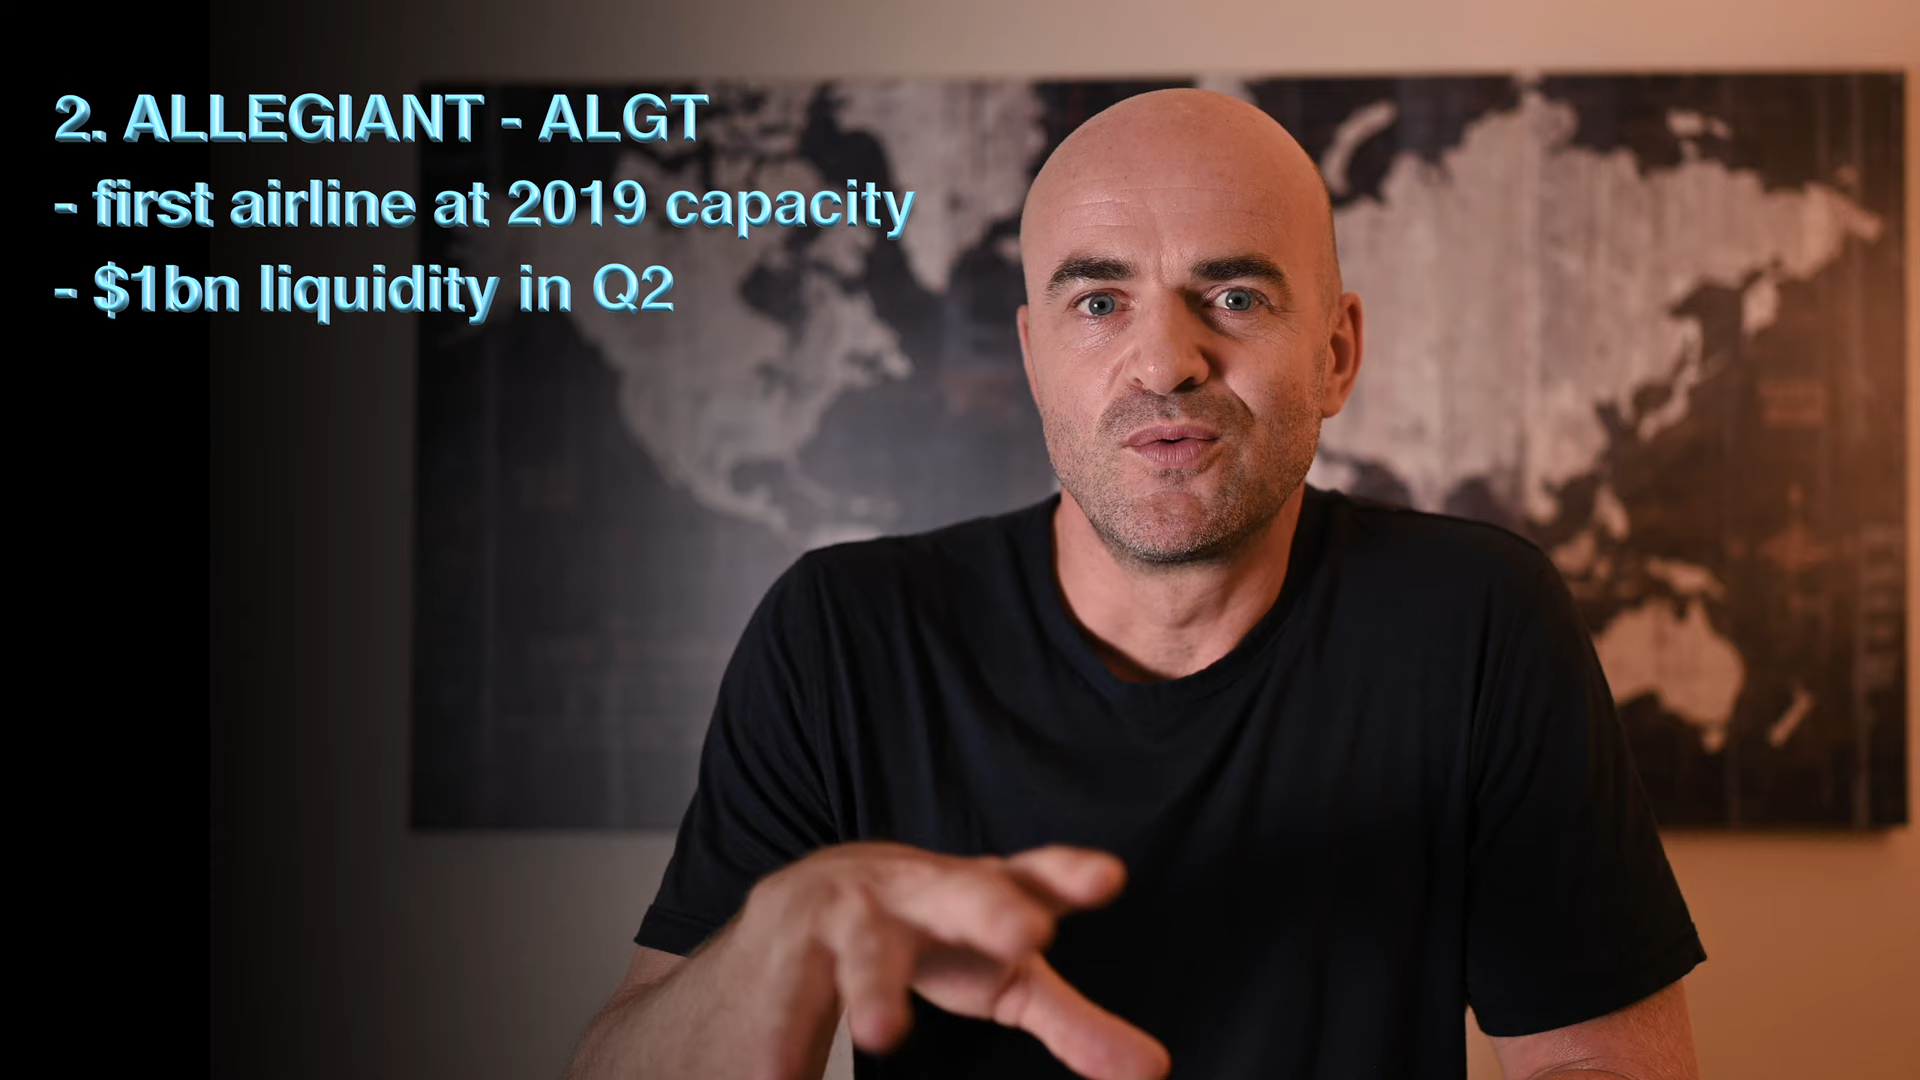 2. ALLEGIANT - ALGT
- first airline at 2019 capacity
- $1bn liquidity in Q2